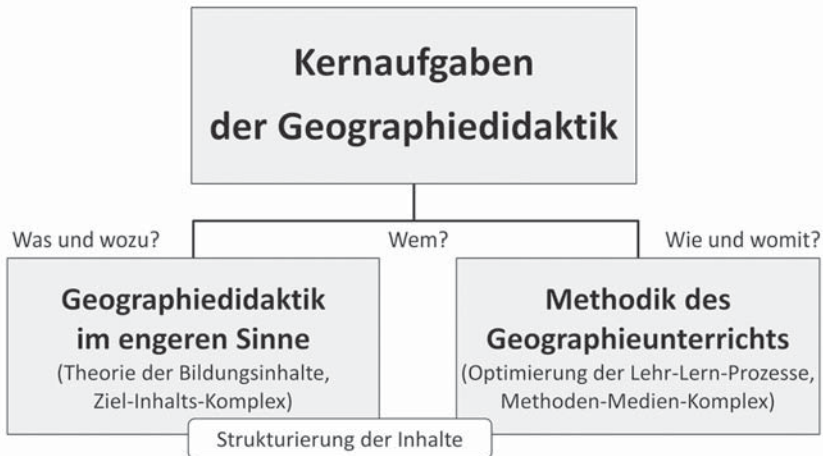 Kernaufgaben
der Geographiedidaktik
Was und wozu?
Wem?
Wie und womit?
Geographiedidaktik
im engeren Sinne
(Theorie der Bildungsinhalte,
Ziel-Inhalts-Komplex)
Methodik des
Geographieunterrichts
(Optimierung der Lehr-Lern-Prozesse,
Methoden-Medien-Komplex)
Strukturierung der Inhalte